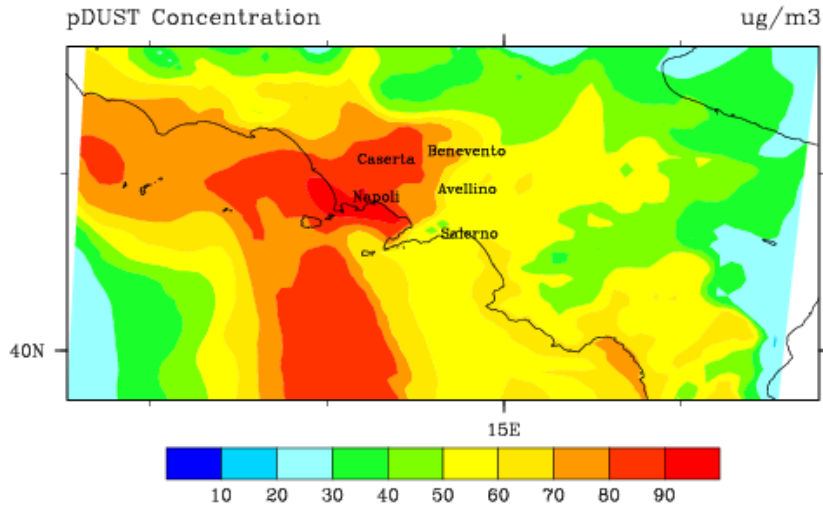 pDUST Concentration ug/m3
Benevento
Caserta
Avellino
Napoli
Salerno
40N
15E
10 20 30 40 50 60 70 80 90